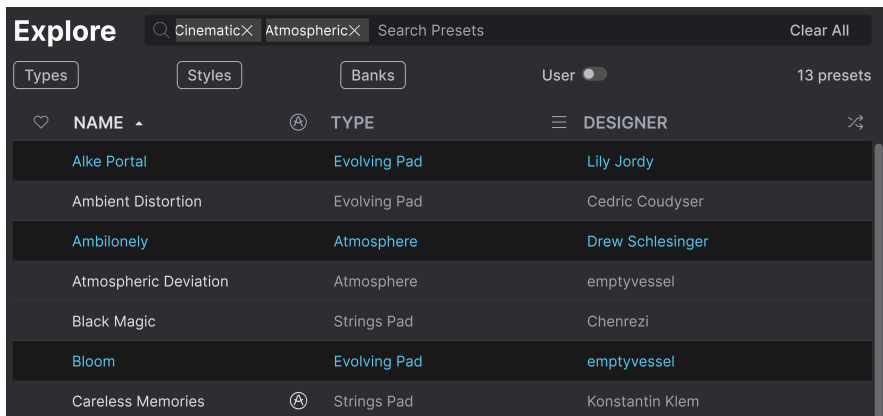 Explore Cinematic Atmospheric Search Presets Clear All
Types Styles Banks User 13 presets
NAME TYPE DESIGNER
Alke Portal Evolving Pad Lily Jordy
Ambient Distortion Evolving Pad Cedric Coudyser
Ambilonely Atmosphere Drew Schlesinger
Atmospheric Deviation Atmosphere emptyvessel
Black Magic Strings Pad Chenrezi
Bloom Evolving Pad emptyvessel
Careless Memories Strings Pad Konstantin Klem